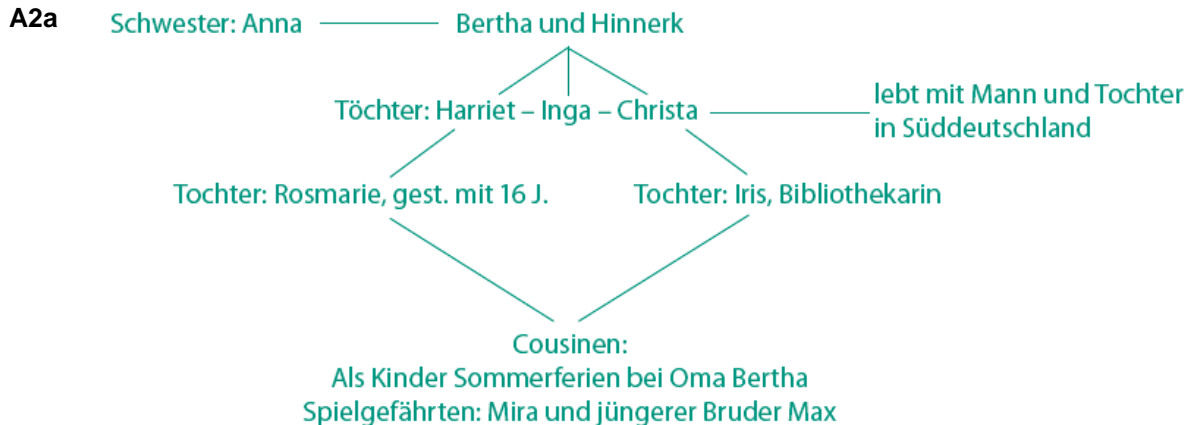 A2a
Schwester: Anna
Bertha und Hinnerk
Töchter: Harriet – Inga – Christa
lebt mit Mann und Tochter
in Süddeutschland
Tochter: Rosmarie, gest. mit 16 J.
Tochter: Iris, Bibliothekarin
Cousinen:
Als Kinder Sommerferien bei Oma Bertha
Spielgefährten: Mira und jüngerer Bruder Max